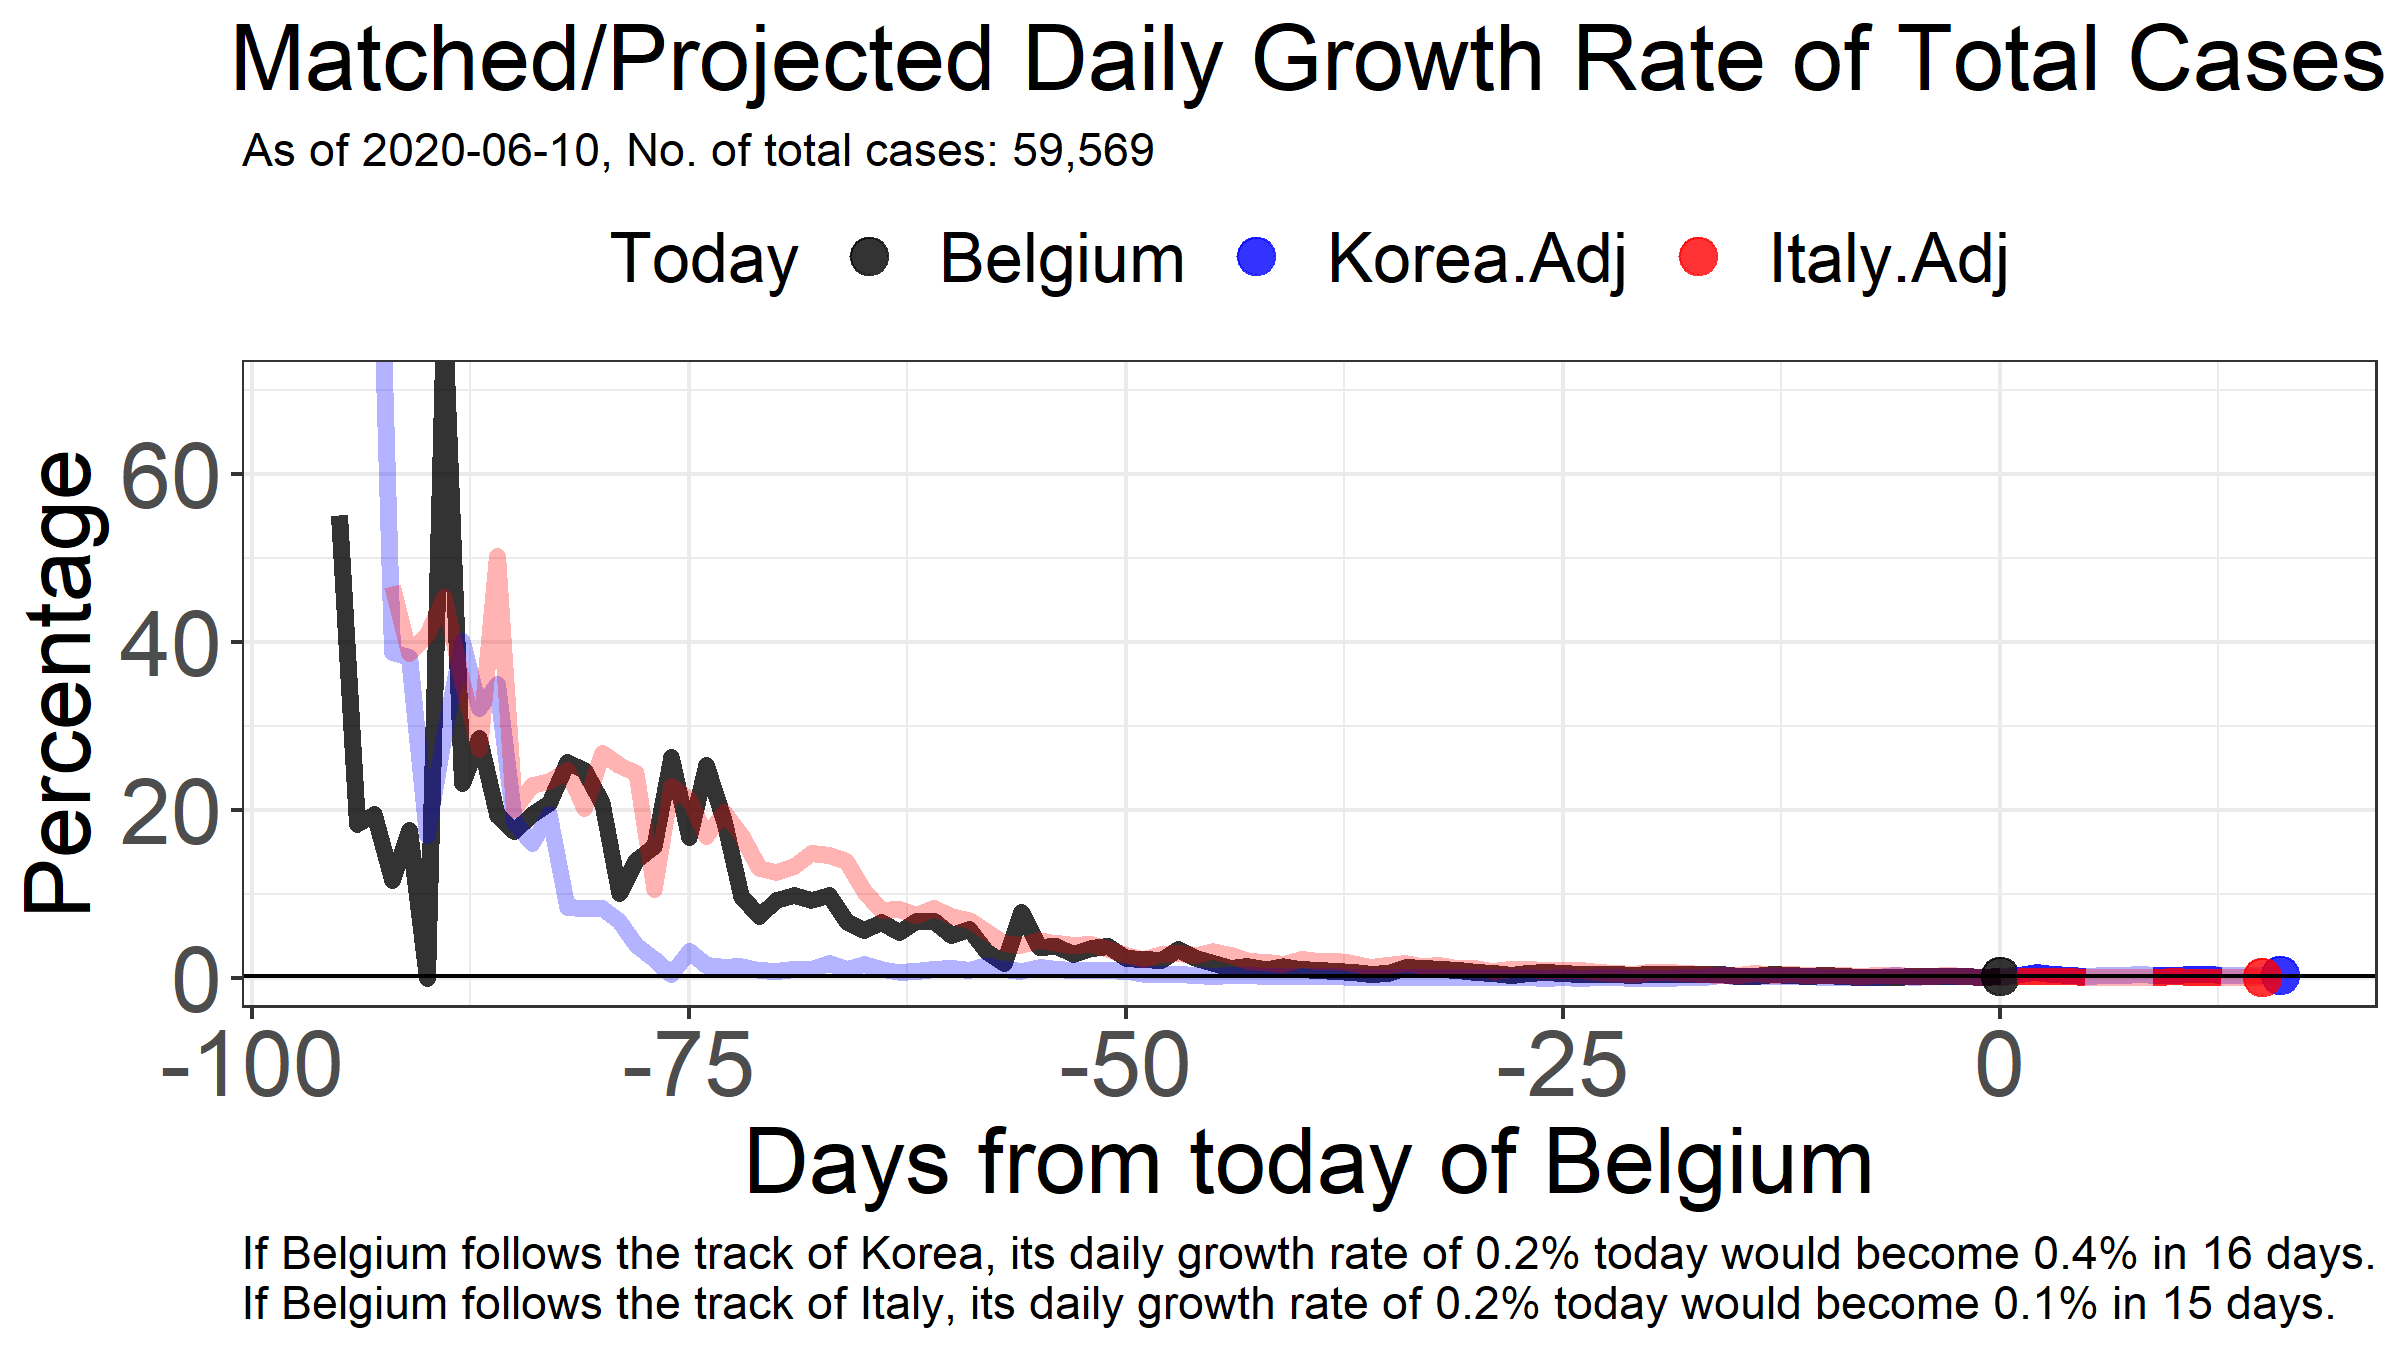 Matched/Projected Daily Growth Rate of Total Cases
As of 2020-06-10, No. of total cases: 59,569
Today Belgium Korea.Adj Italy.Adj
Percentage
60
40
20
0
-100 -75 -50 -25 0
Days from today of Belgium
If Belgium follows the track of Korea, its daily growth rate of 0.2% today would become 0.4% in 16 days.
If Belgium follows the track of Italy, its daily growth rate of 0.2% today would become 0.1% in 15 days.